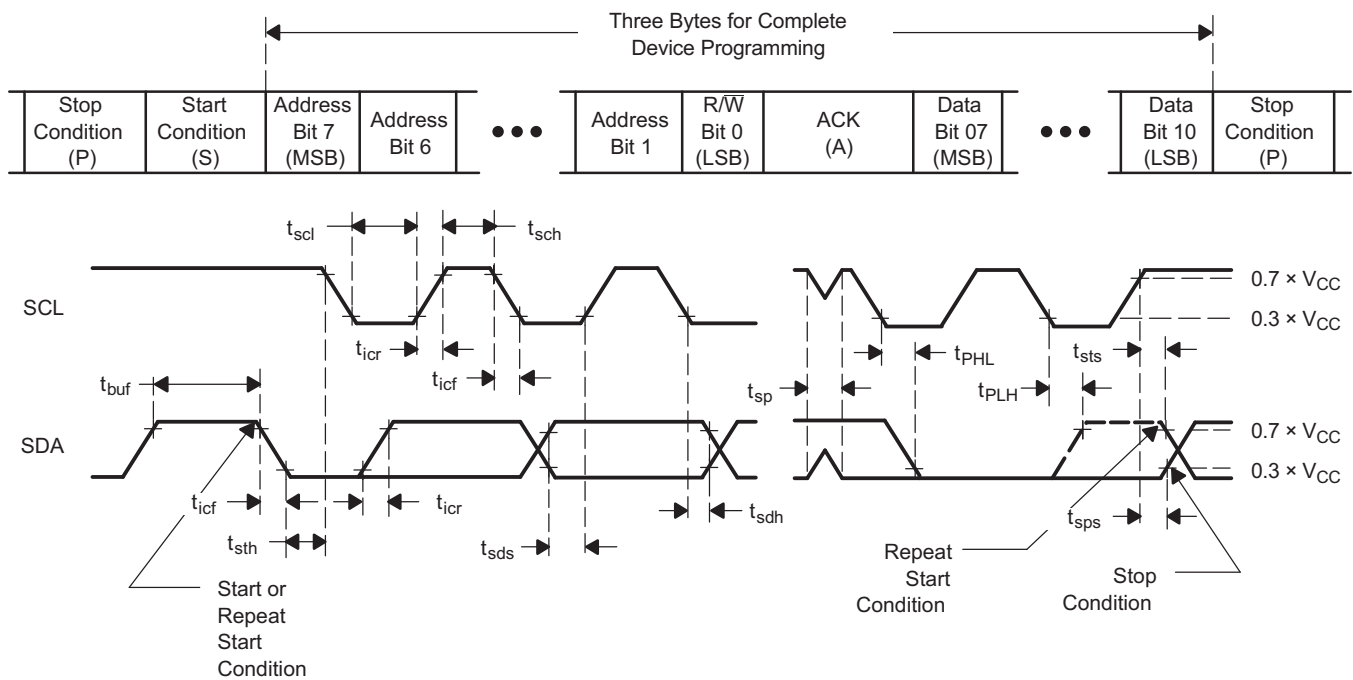 Three Bytes for Complete
Device Programming
Stop
Condition
(P)
Start
Condition
(S)
Address
Bit 7
(MSB)
Address
Bit 6
•••
Address
Bit 1
R/W̅
Bit 0
(LSB)
ACK
(A)
Data
Bit 07
(MSB)
•••
Data
Bit 10
(LSB)
Stop
Condition
(P)
tscl
tsch
SCL
0.7 × VCC
0.3 × VCC
ticr
ticf
tPHL
tsts
tbuf
tsp
tPLH
SDA
0.7 × VCC
0.3 × VCC
ticf
ticr
tsth
tsds
tsdh
tsps
Start or
Repeat
Start
Condition
Repeat
Start
Condition
Stop
Condition